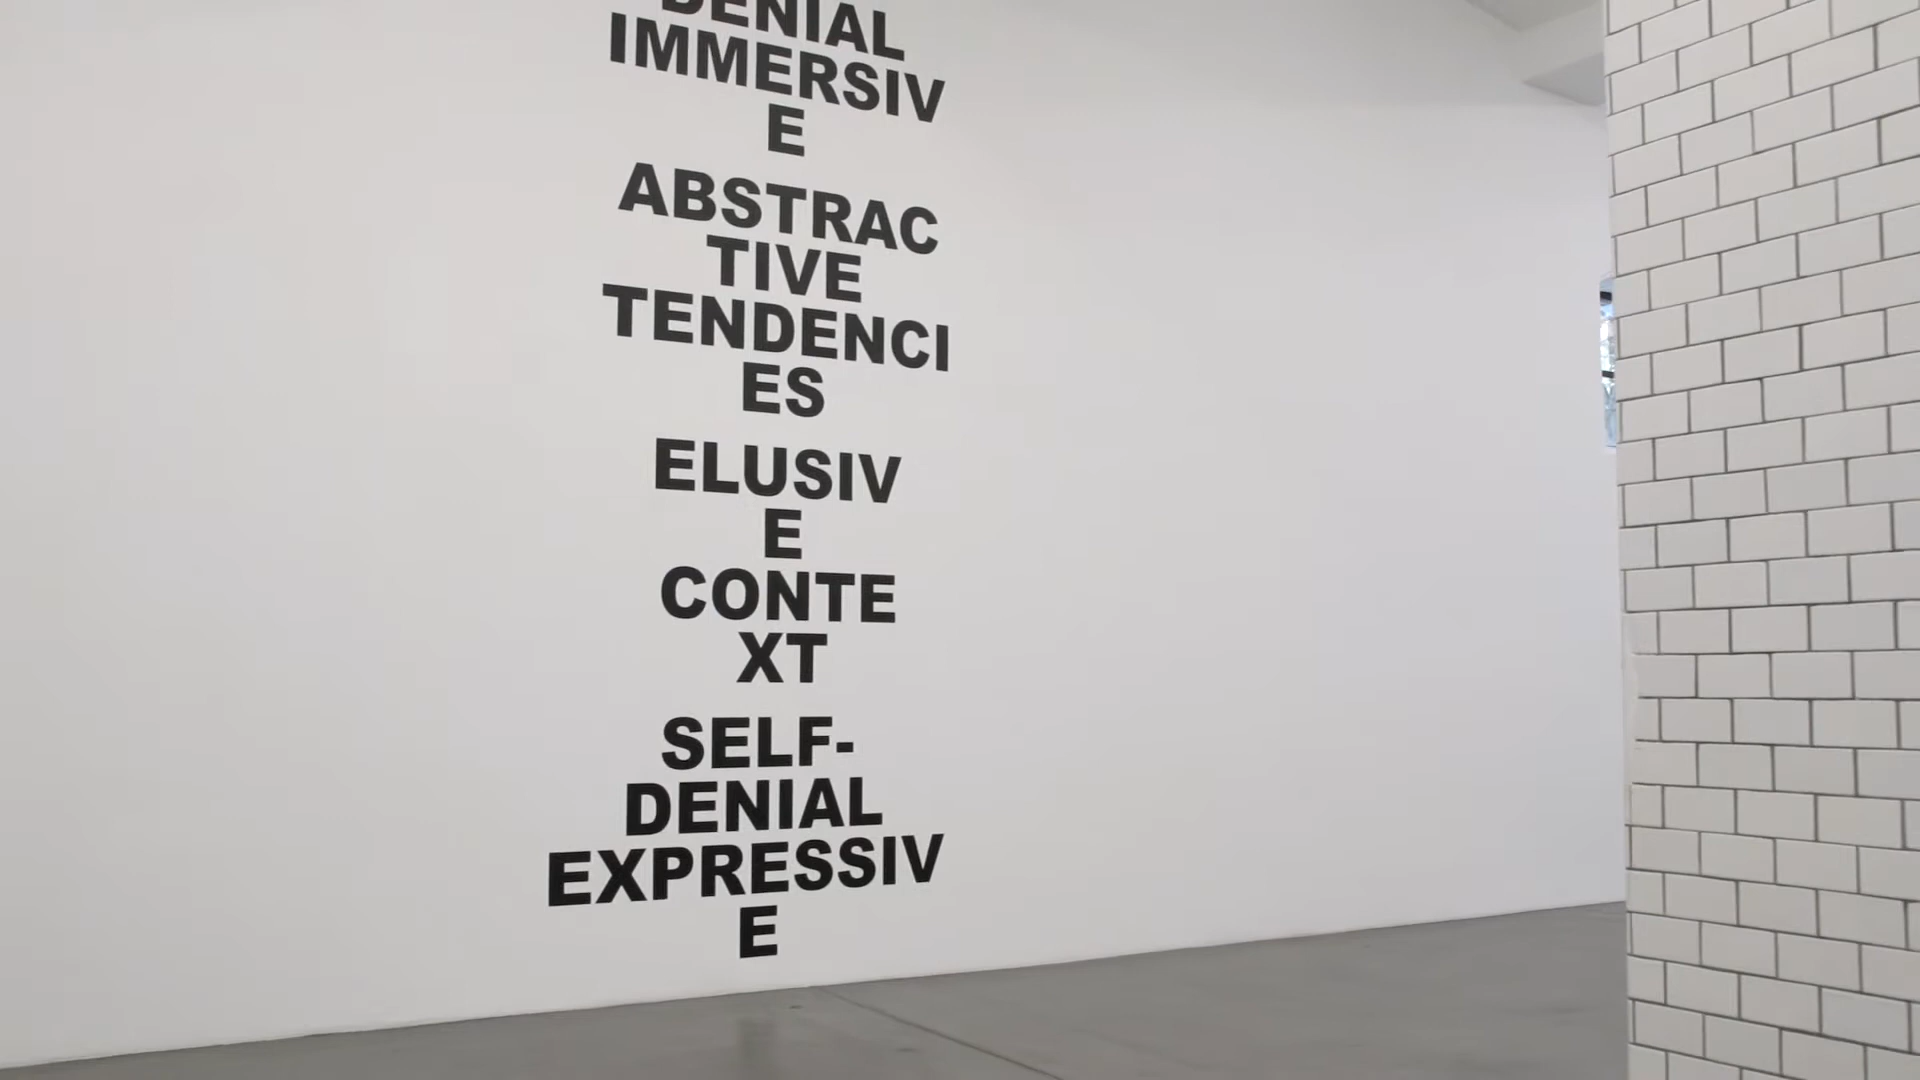 DENIAL
IMMERSIV
E
ABSTRAC
TIVE
TENDENCI
ES
ELUSIV
E
CONTE
XT
SELF-
DENIAL
EXPRESSIV
E